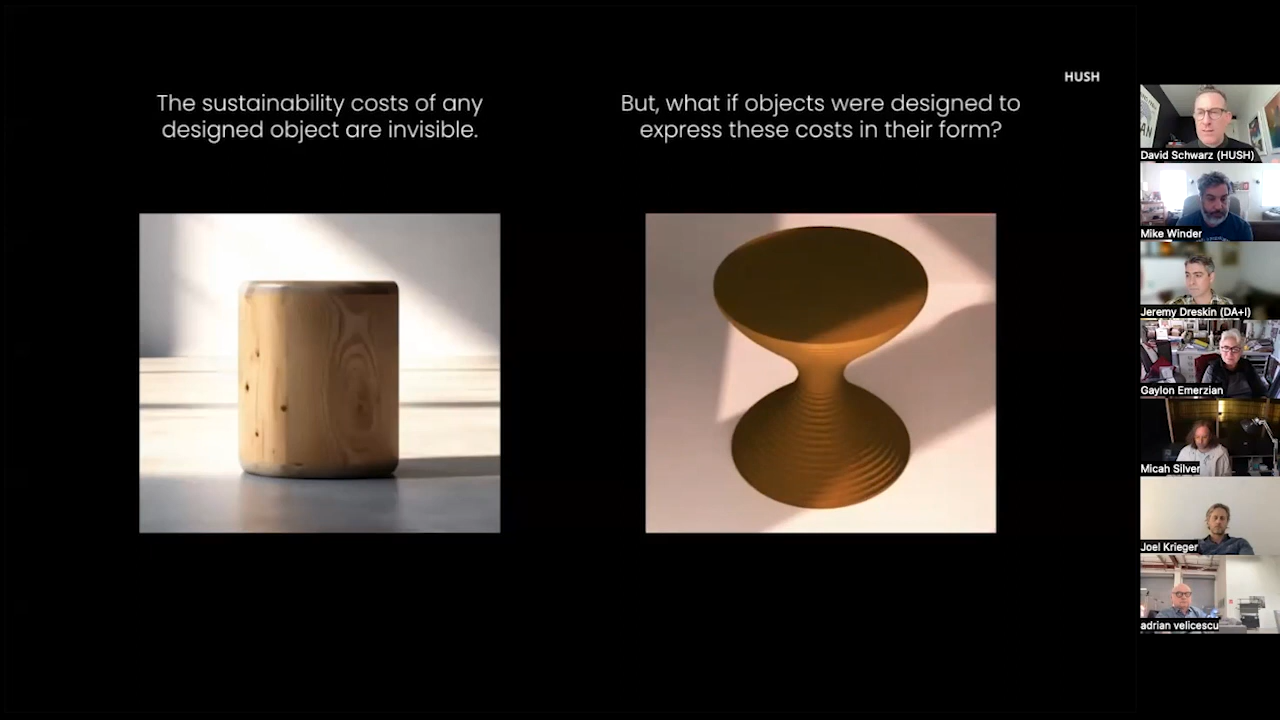 HUSH
The sustainability costs of any
designed object are invisible.
But, what if objects were designed to
express these costs in their form?
David Schwarz (HUSH)
Mike Winder
Jeremy Dreskin (DA+I)
Gaylon Emerzian
Micah Silver
Joel Krieger
adrian velicescu